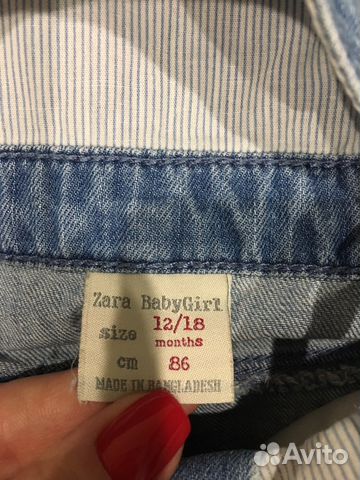 Zara BabyGirl
size 12/18
months
cm 86
MADE IN BANGLADESH
Avito